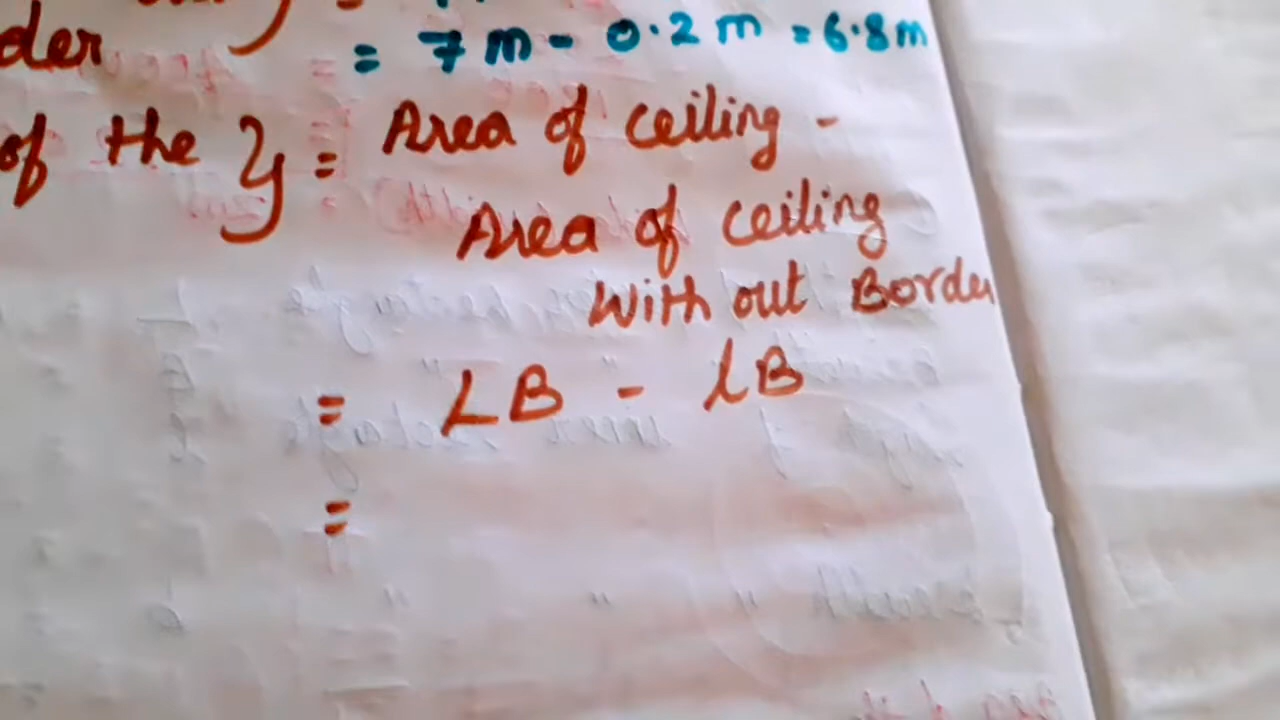 der = 7 m - 0.2 m = 6.8 m
of the } = Area of ceiling -
Area of ceiling
With out Border
= LB - lB
=